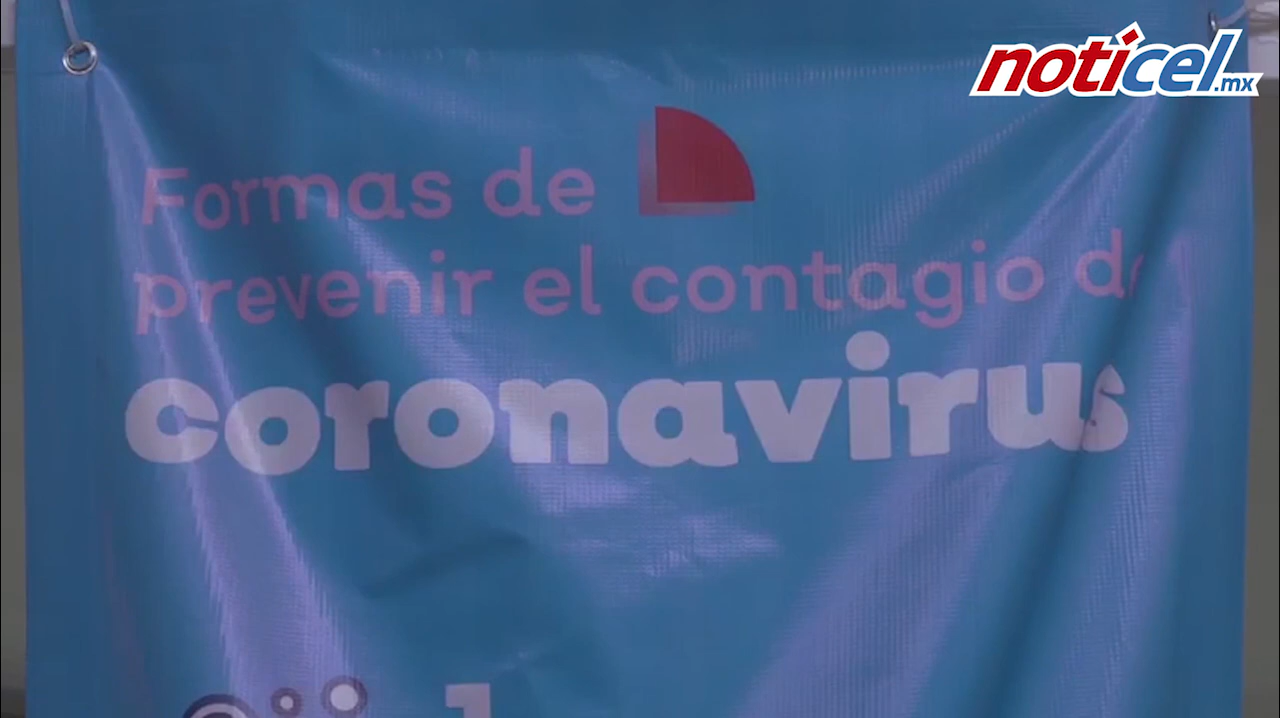 noticel.mx
Formas de
prevenir el contagio de
coronavirus